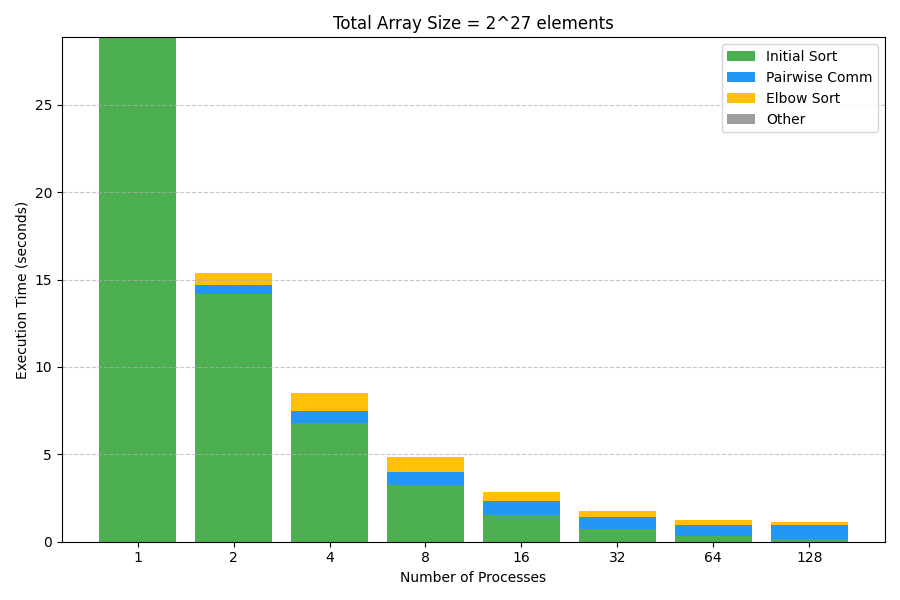 Total Array Size = 2^27 elements
Initial Sort
Pairwise Comm
Elbow Sort
Other
Execution Time (seconds)
25
20
15
10
5
0
1 2 4 8 16 32 64 128
Number of Processes